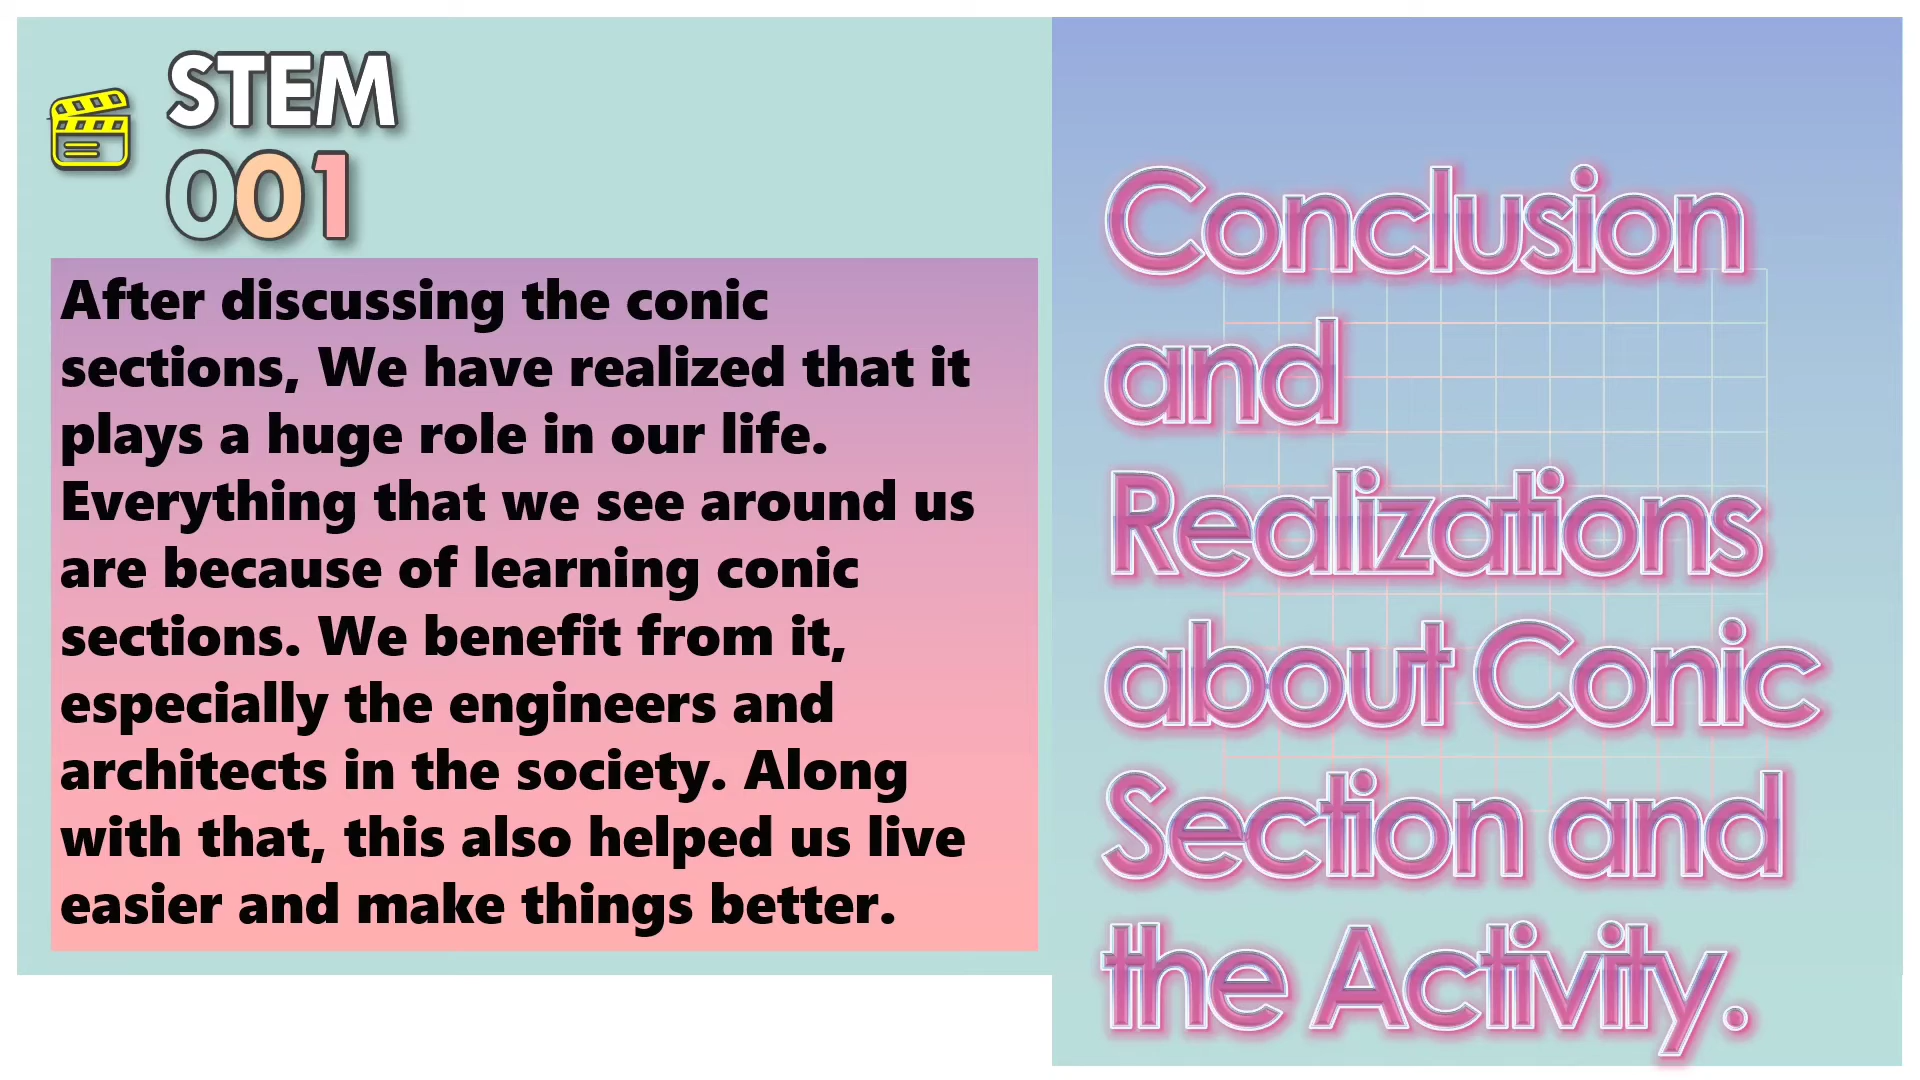 STEM
001
After discussing the conic
sections, We have realized that it
plays a huge role in our life.
Everything that we see around us
are because of learning conic
sections. We benefit from it,
especially the engineers and
architects in the society. Along
with that, this also helped us live
easier and make things better.
Conclusion
and
Realizations
about Conic
Section and
the Activity.